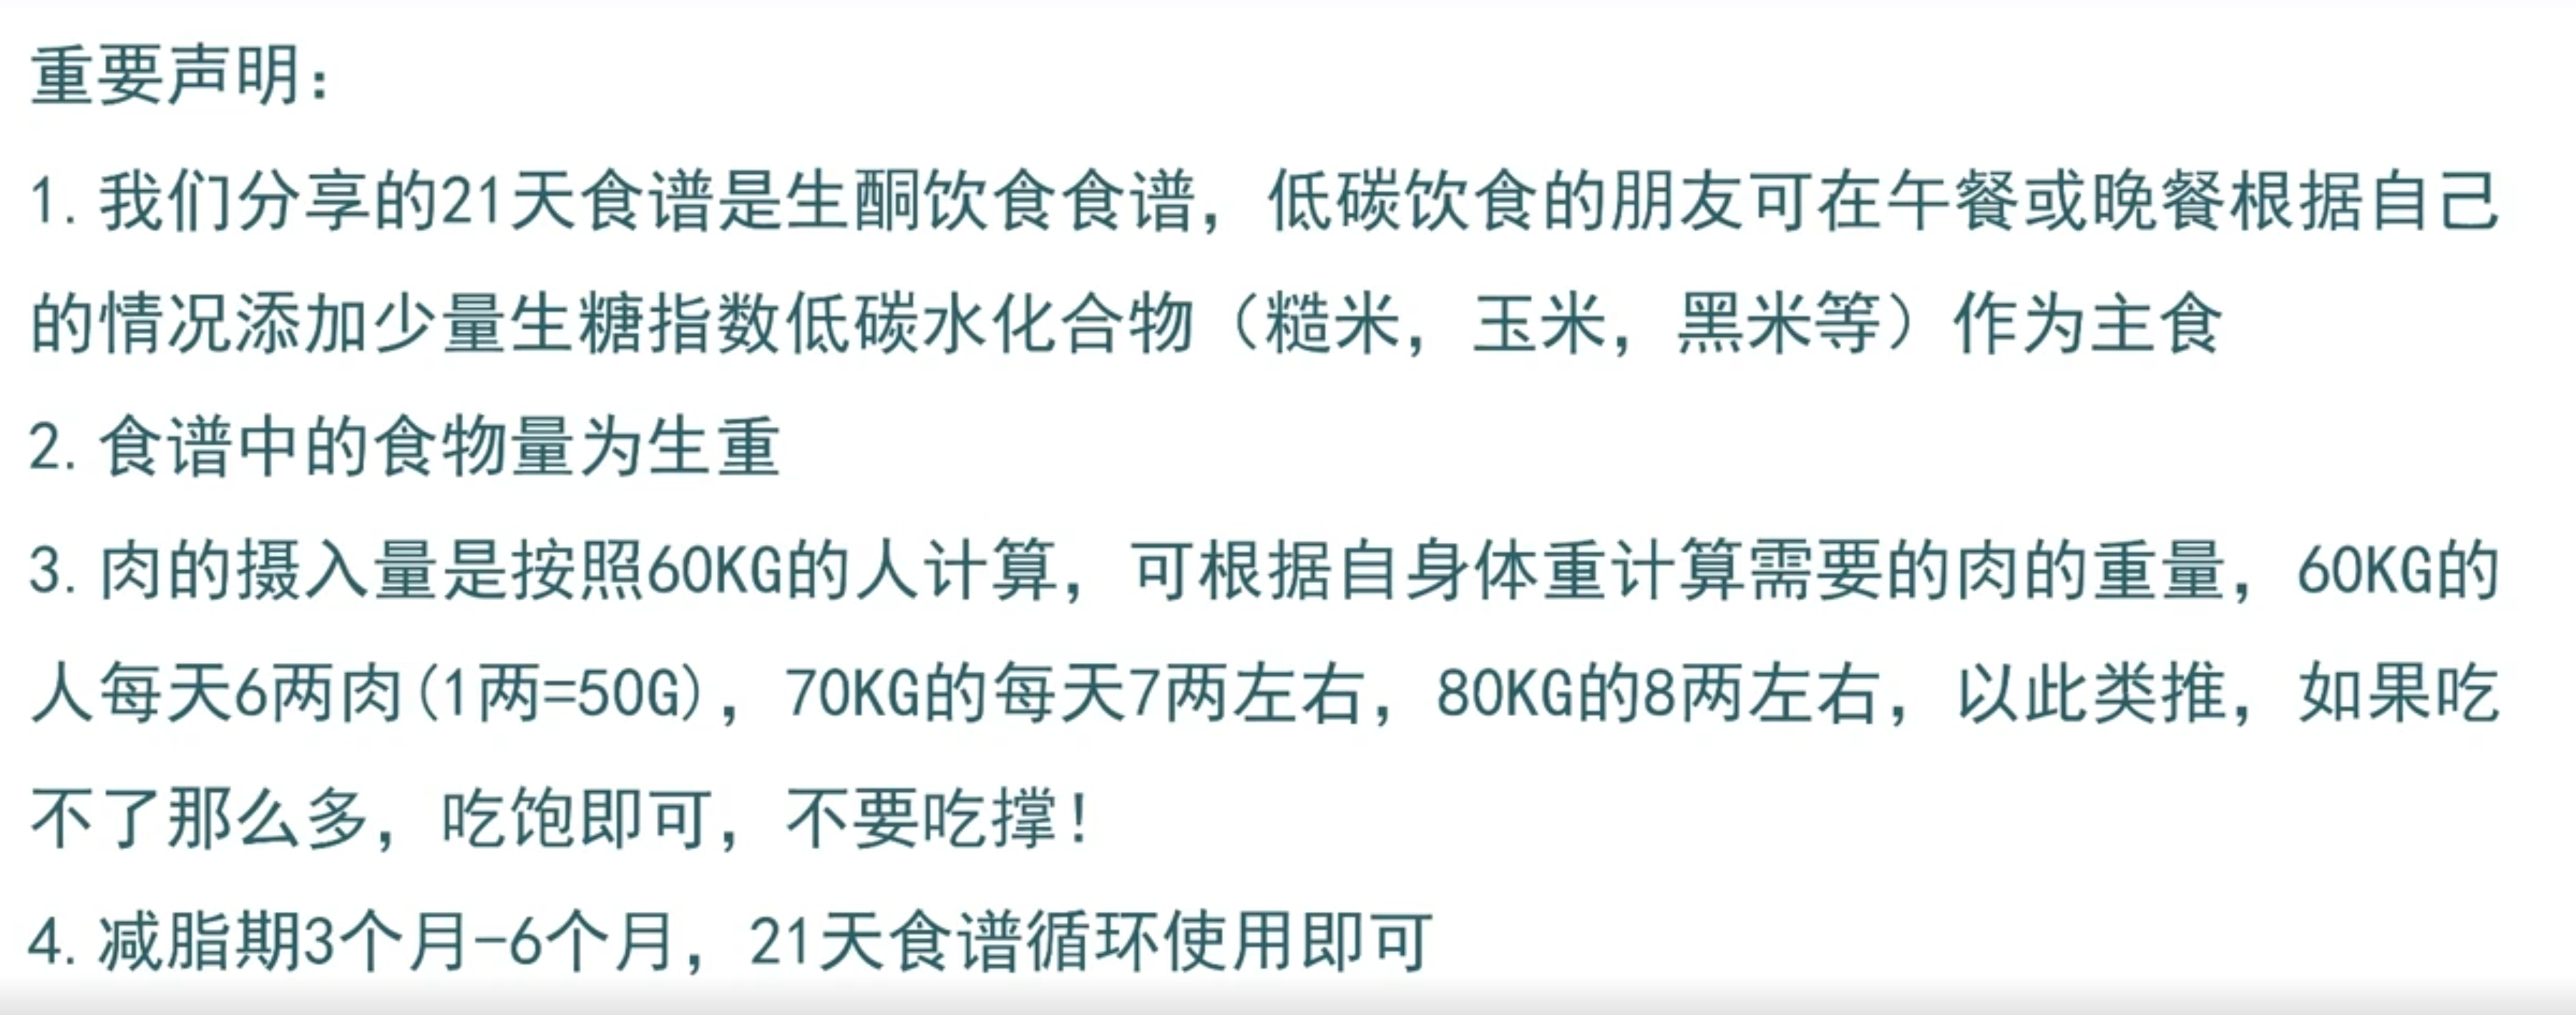 重要声明：
1. 我们分享的21天食谱是生酮饮食食谱，低碳饮食的朋友可在午餐或晚餐根据自己
的情况添加少量生糖指数低碳水化合物（糙米，玉米，黑米等）作为主食
2. 食谱中的食物量为生重
3. 肉的摄入量是按照60KG的人计算，可根据自身体重计算需要的肉的重量，60KG的
人每天6两肉(1两=50G)，70KG的每天7两左右，80KG的8两左右，以此类推，如果吃
不了那么多，吃饱即可，不要吃撑！
4. 减脂期3个月-6个月，21天食谱循环使用即可